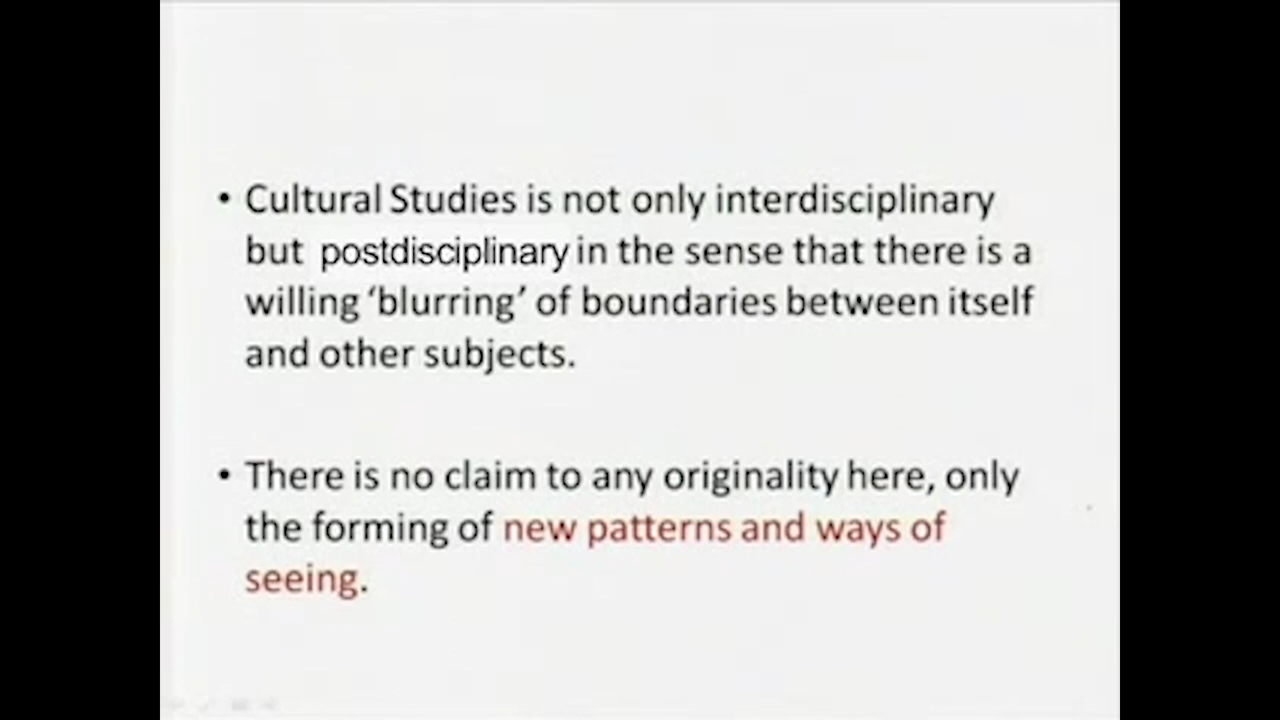 • Cultural Studies is not only interdisciplinary
but postdisciplinary in the sense that there is a
willing ‘blurring’ of boundaries between itself
and other subjects.
• There is no claim to any originality here, only
the forming of new patterns and ways of
seeing.